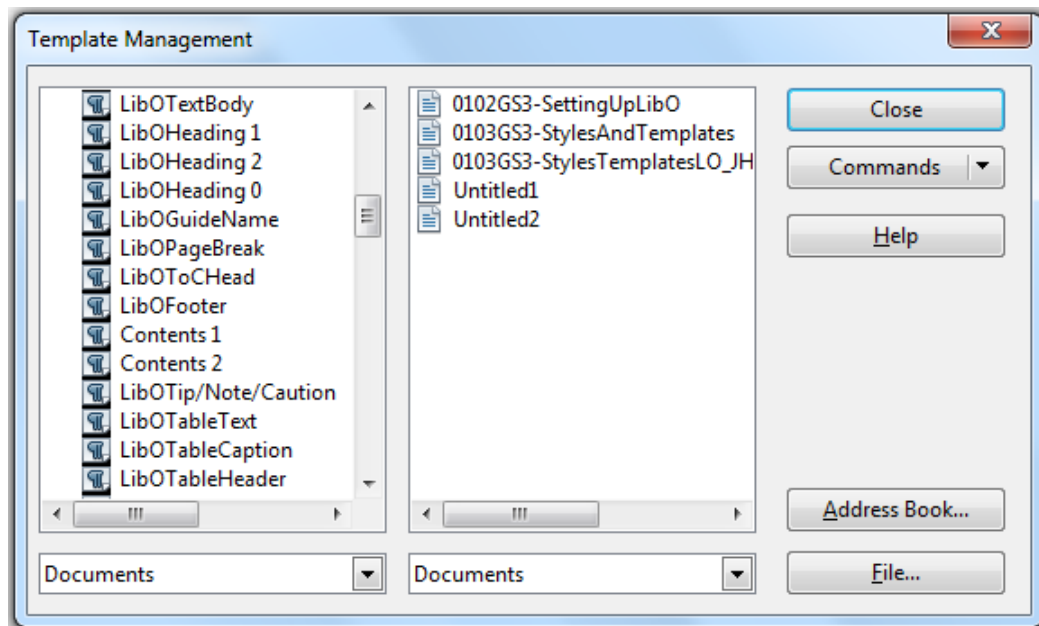 Template Management
LibOTextBody
LibOHeading 1
LibOHeading 2
LibOHeading 0
LibOGuideName
LibOPageBreak
LibOToCHead
LibOFooter
Contents 1
Contents 2
LibOTip/Note/Caution
LibOTableText
LibOTableCaption
LibOTableHeader
Documents
0102GS3-SettingUpLibO
0103GS3-StylesAndTemplates
0103GS3-StylesTemplatesLO_JH
Untitled1
Untitled2
Documents
Close
Commands
Help
Address Book...
File...